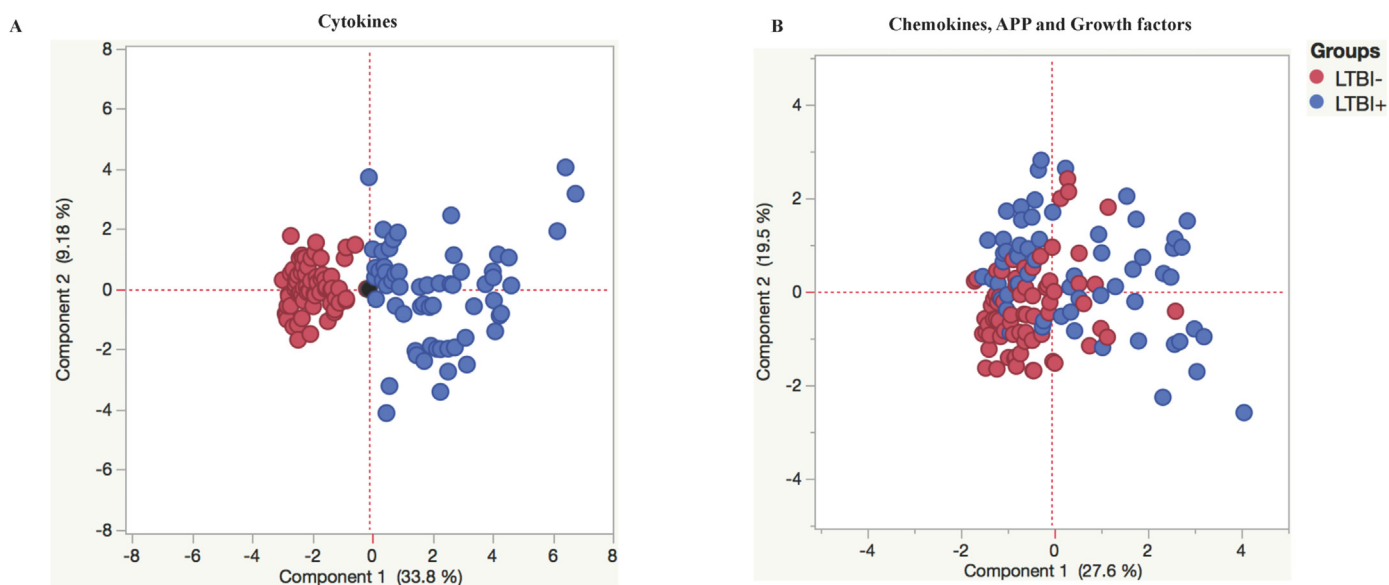 A
Cytokines
8
6
4
2
0
-2
-4
-6
-8
Component 2 (9.18 %)
-8
-6
-4
-2
0
2
4
6
8
Component 1 (33.8 %)
B
Chemokines, APP and Growth factors
4
2
0
-2
-4
Component 2 (19.5 %)
-4
-2
0
2
4
Component 1 (27.6 %)
Groups
LTBI-
LTBI+